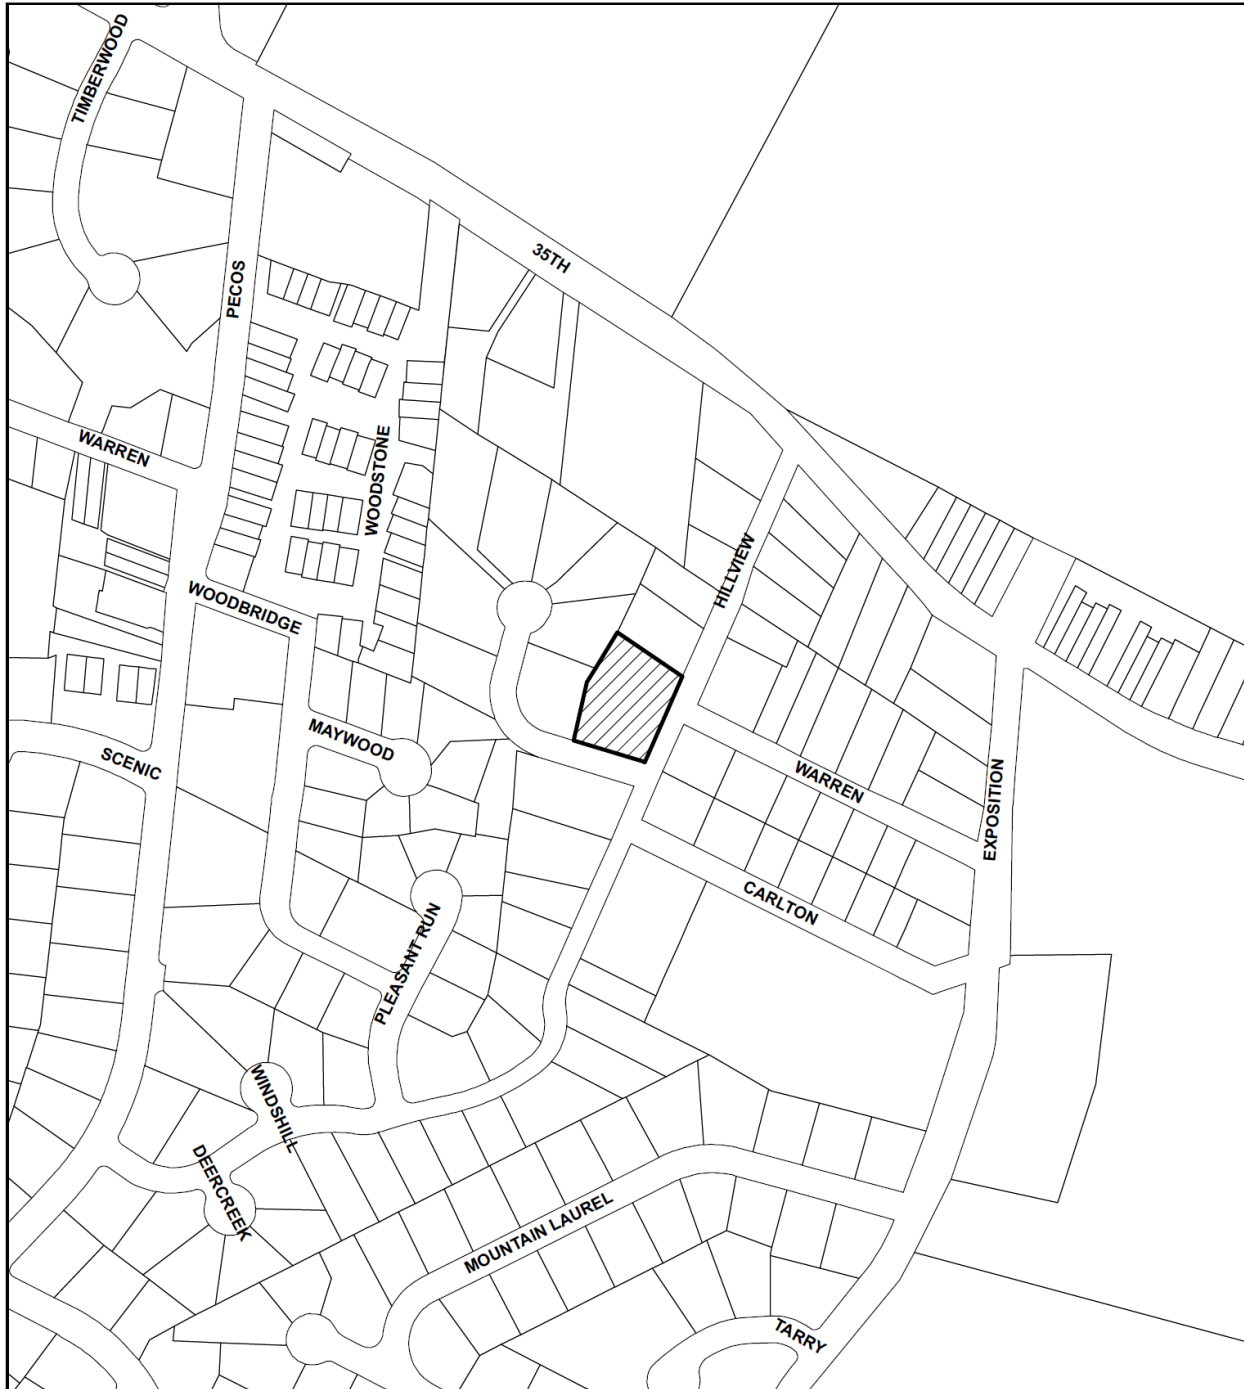 TIMBERWOOD
35TH
PECOS
WARREN
WOODSTONE
HILLVIEW
WOODBRIDGE
MAYWOOD
SCENIC
WARREN
EXPOSITION
CARLTON
PLEASANT RUN
WINDSHILL
DEERCREEK
MOUNTAIN LAUREL
TARRY